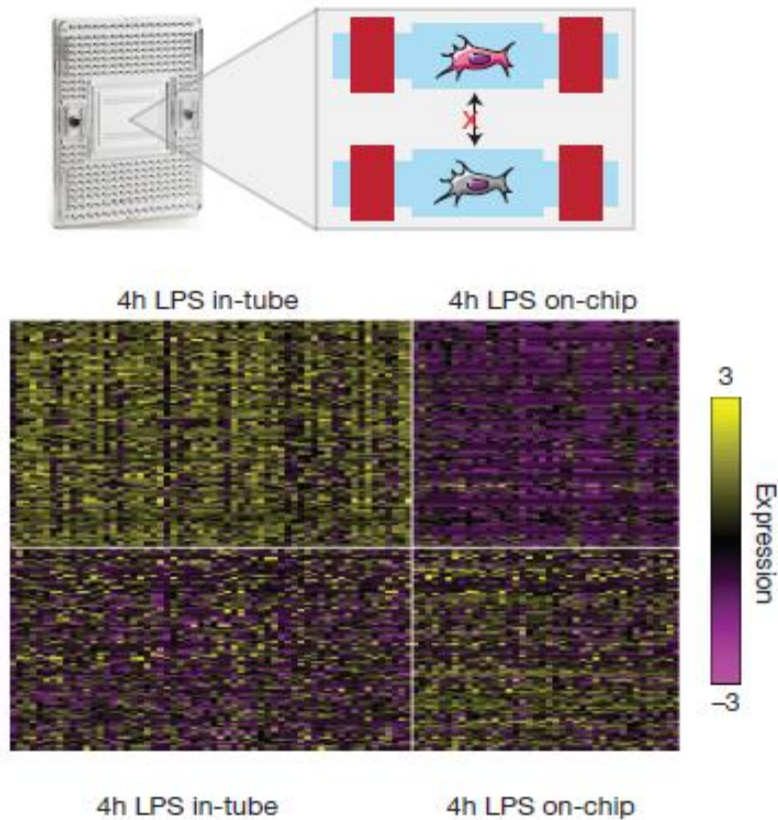 X
4h LPS in-tube 4h LPS on-chip
3
Expression
–3
4h LPS in-tube 4h LPS on-chip